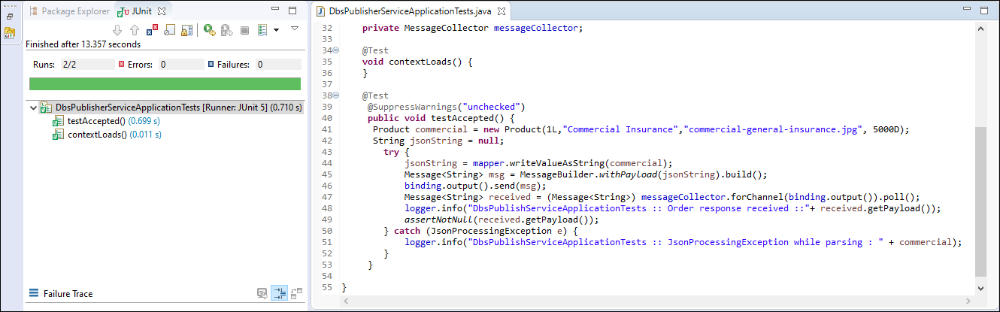 Package Explorer
JUnit
Finished after 13.357 seconds
Runs: 2/2
Errors: 0
Failures: 0
DbsPublisherServiceApplicationTests [Runner: JUnit 5] (0.710 s)
testAccepted() (0.699 s)
contextLoads() (0.011 s)
Failure Trace
GIT
DbsPublisherServiceApplicationTests.java
32 private MessageCollector messageCollector;
33
34 @Test
35 void contextLoads() {
36 }
37
38 @Test
39 @SuppressWarnings("unchecked")
40 public void testAccepted() {
41 Product commercial = new Product(1L,"Commercial Insurance","commercial-general-insurance.jpg", 5000D);
42 String jsonString = null;
43 try {
44 jsonString = mapper.writeValueAsString(commercial);
45 Message<String> msg = MessageBuilder.withPayload(jsonString).build();
46 binding.output().send(msg);
47 Message<String> received = (Message<String>) messageCollector.forChannel(binding.output()).poll();
48 logger.info("DbsPublishServiceApplicationTests :: Order response received ::"+ received.getPayload());
49 assertNotNull(received.getPayload());
50 } catch (JsonProcessingException e) {
51 logger.info("DbsPublishServiceApplicationTests :: JsonProcessingException while parsing : " + commercial);
52 }
53 }
54
55 }